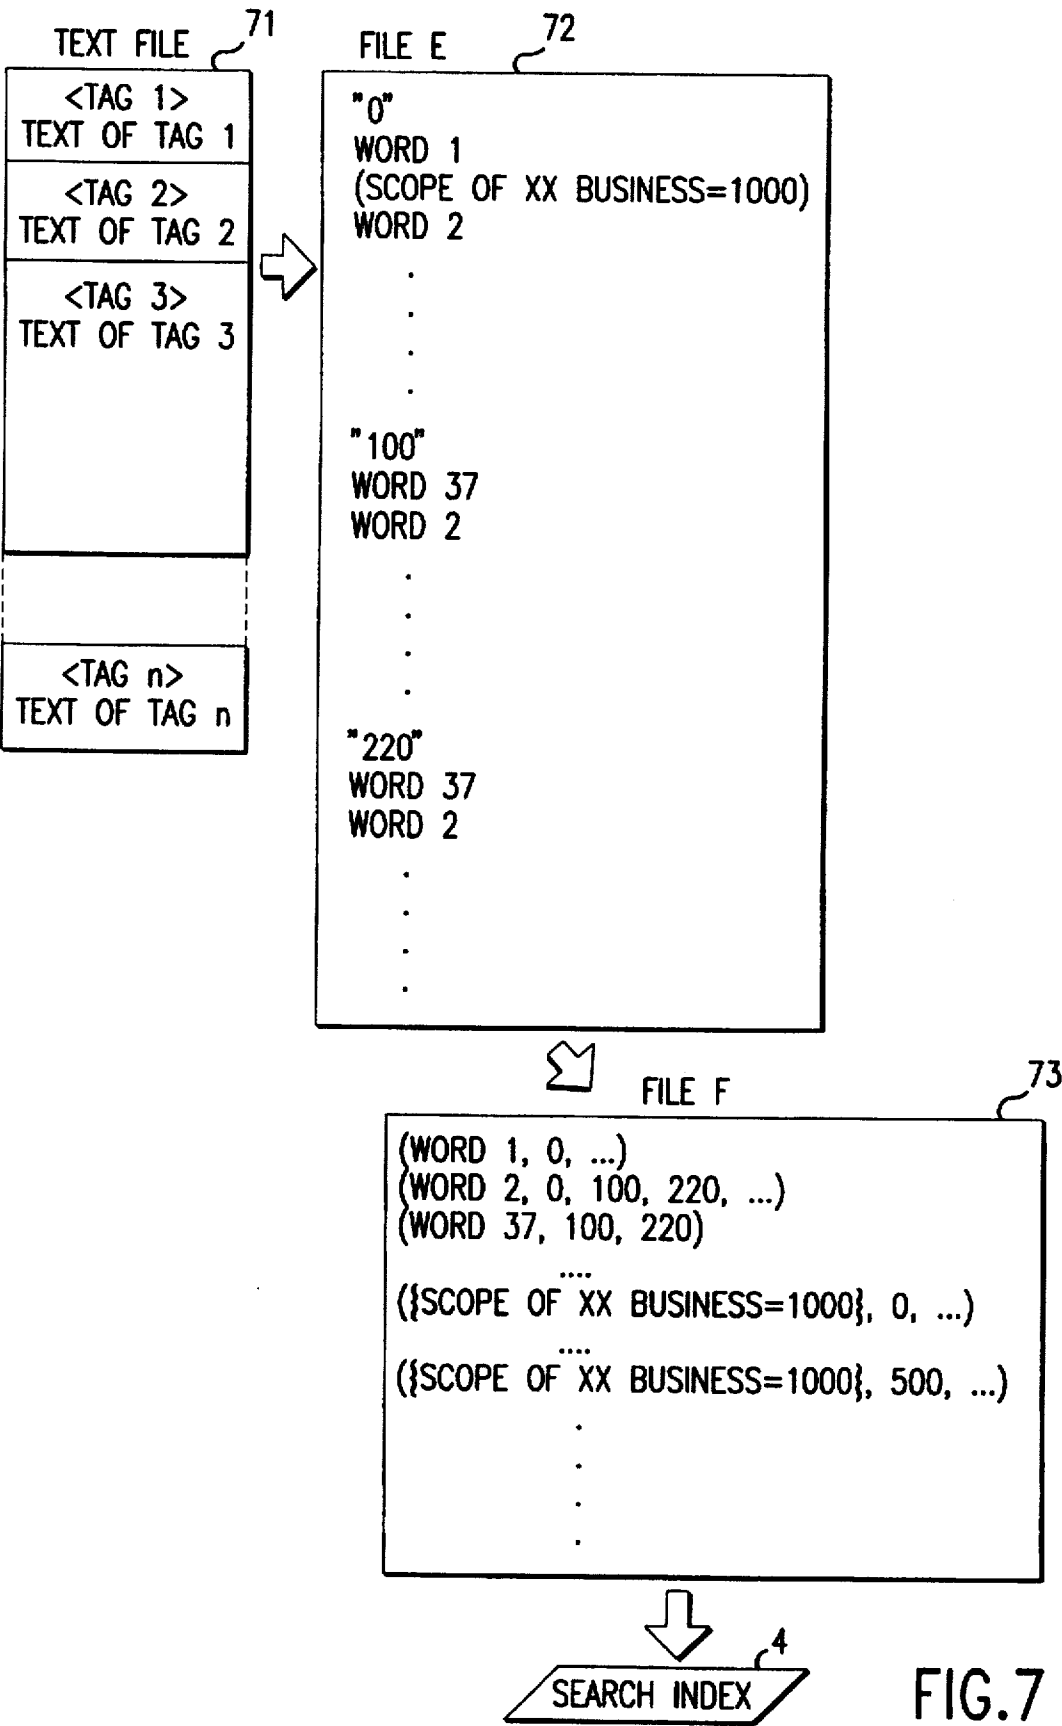 TEXT FILE
71
<TAG 1>
TEXT OF TAG 1
<TAG 2>
TEXT OF TAG 2
<TAG 3>
TEXT OF TAG 3
<TAG n>
TEXT OF TAG n
FILE E
72
"0"
WORD 1
(SCOPE OF XX BUSINESS=1000)
WORD 2
.
.
.
.
"100"
WORD 37
WORD 2
.
.
.
.
"220"
WORD 37
WORD 2
.
.
.
.
FILE F
73
(WORD 1, 0, ...)
(WORD 2, 0, 100, 220, ...)
(WORD 37, 100, 220)
....
({SCOPE OF XX BUSINESS=1000}, 0, ...)
....
({SCOPE OF XX BUSINESS=1000}, 500, ...)
.
.
.
.
4
SEARCH INDEX
FIG.7